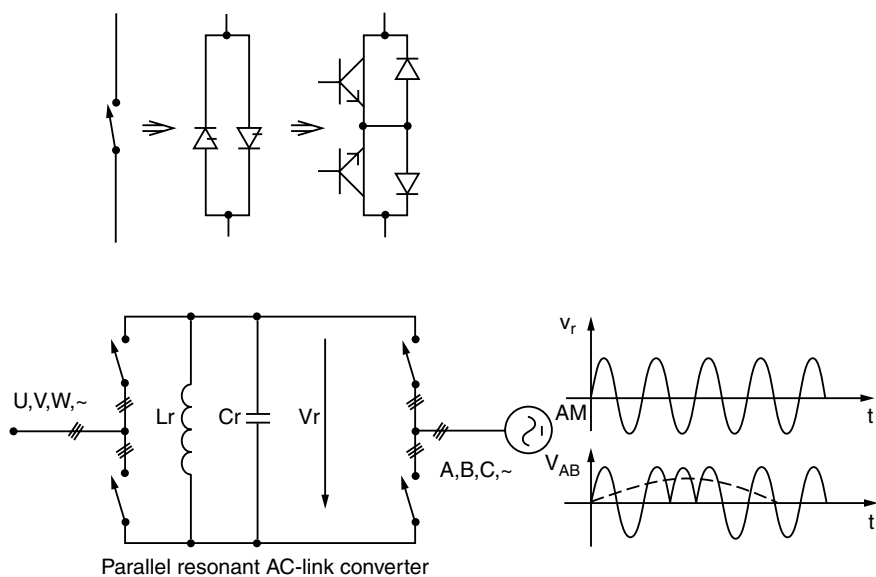 v_r
t
U,V,W,~
Lr
Cr
Vr
AM
A,B,C,~
V_AB
t
Parallel resonant AC-link converter